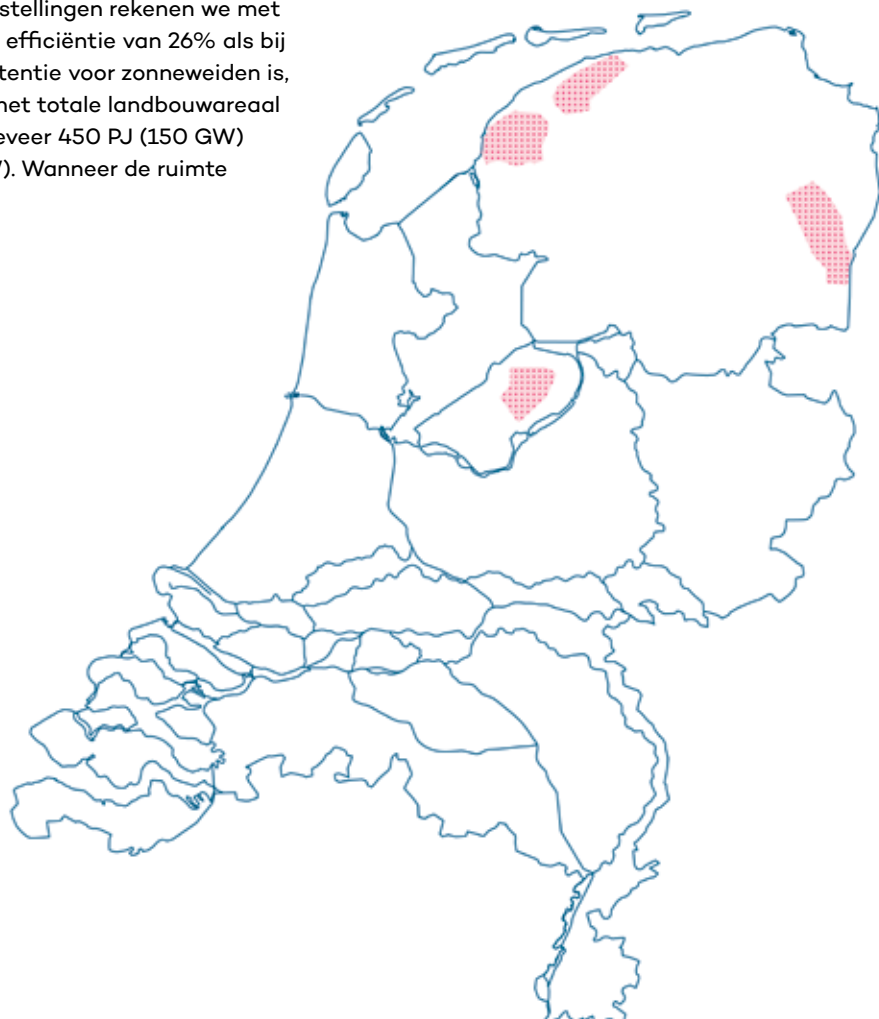 stellingen rekenen we met
efficiëntie van 26% als bij
tentie voor zonneweiden is,
het totale landbouwareaal
eveer 450 PJ (150 GW)
). Wanneer de ruimte